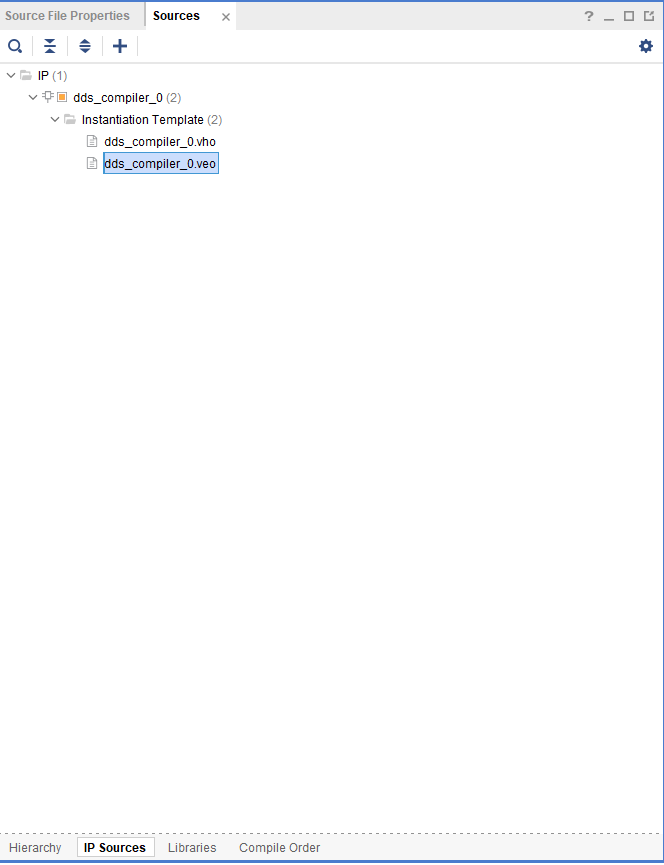 Source File Properties Sources
IP (1)
dds_compiler_0 (2)
Instantiation Template (2)
dds_compiler_0.vho
dds_compiler_0.veo
Hierarchy IP Sources Libraries Compile Order